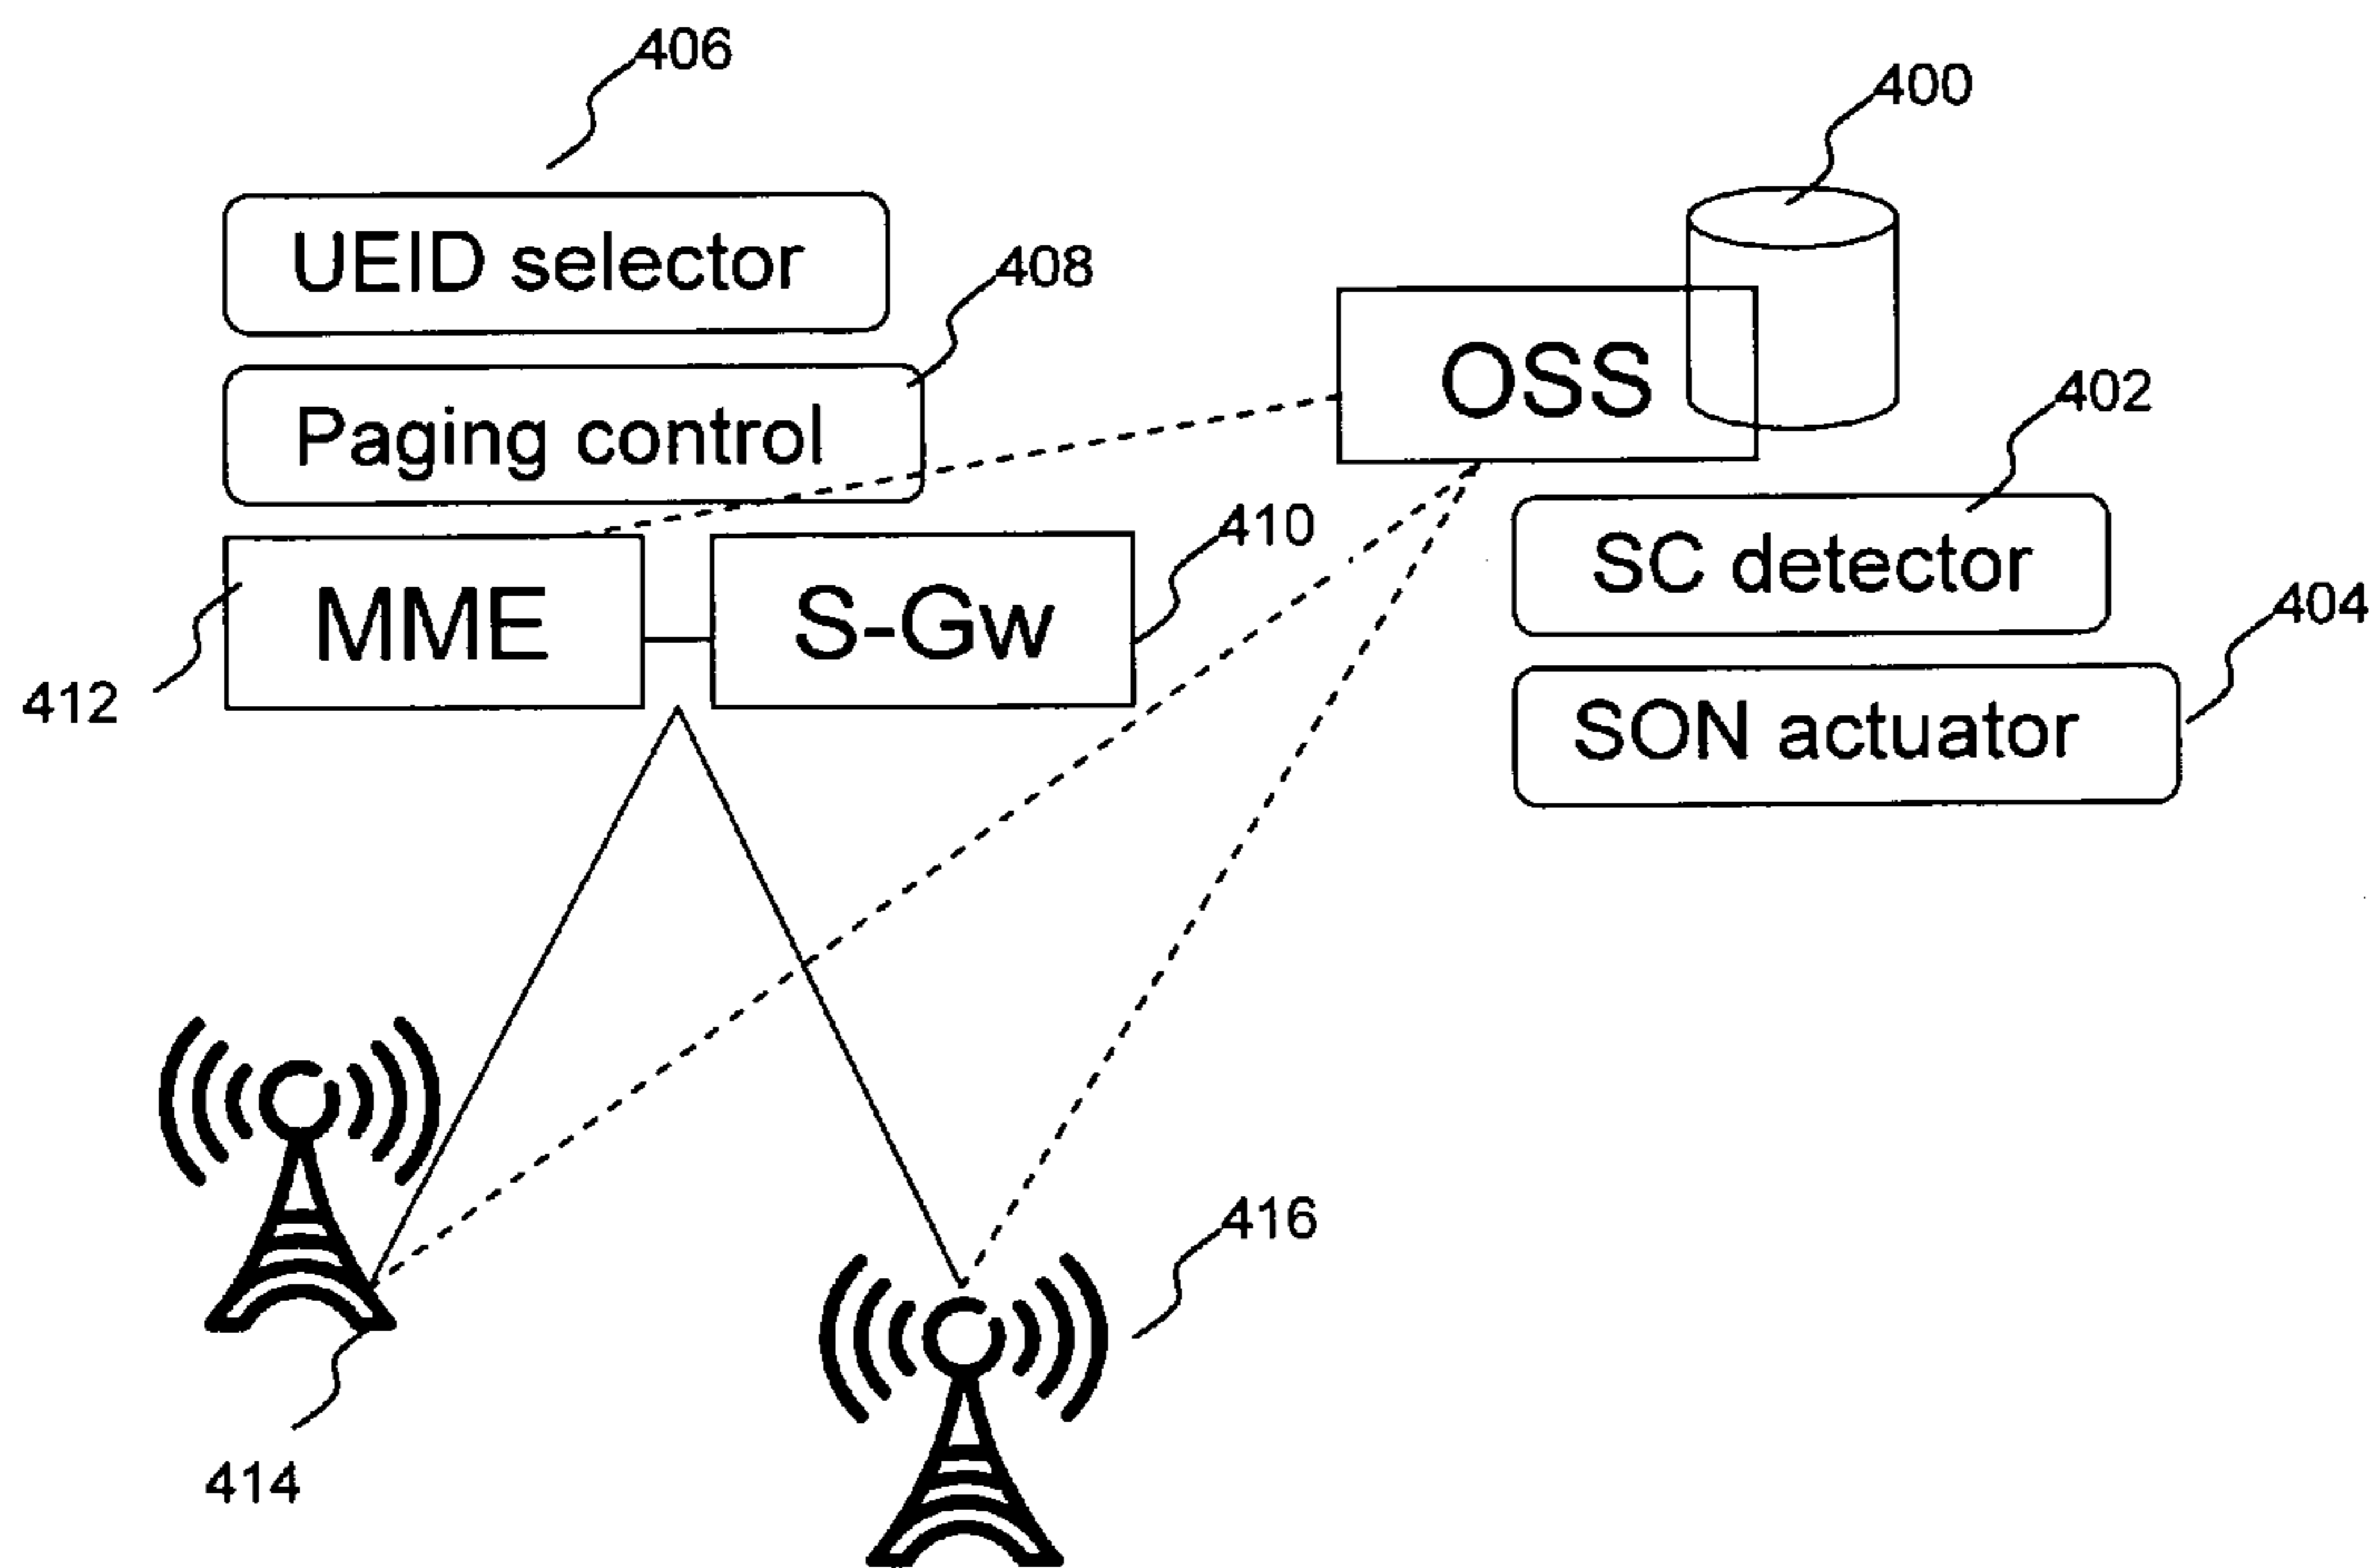 406
400
UEID selector
408
OSS
402
Paging control
410
SC detector
MME
S-Gw
404
412
SON actuator
416
414